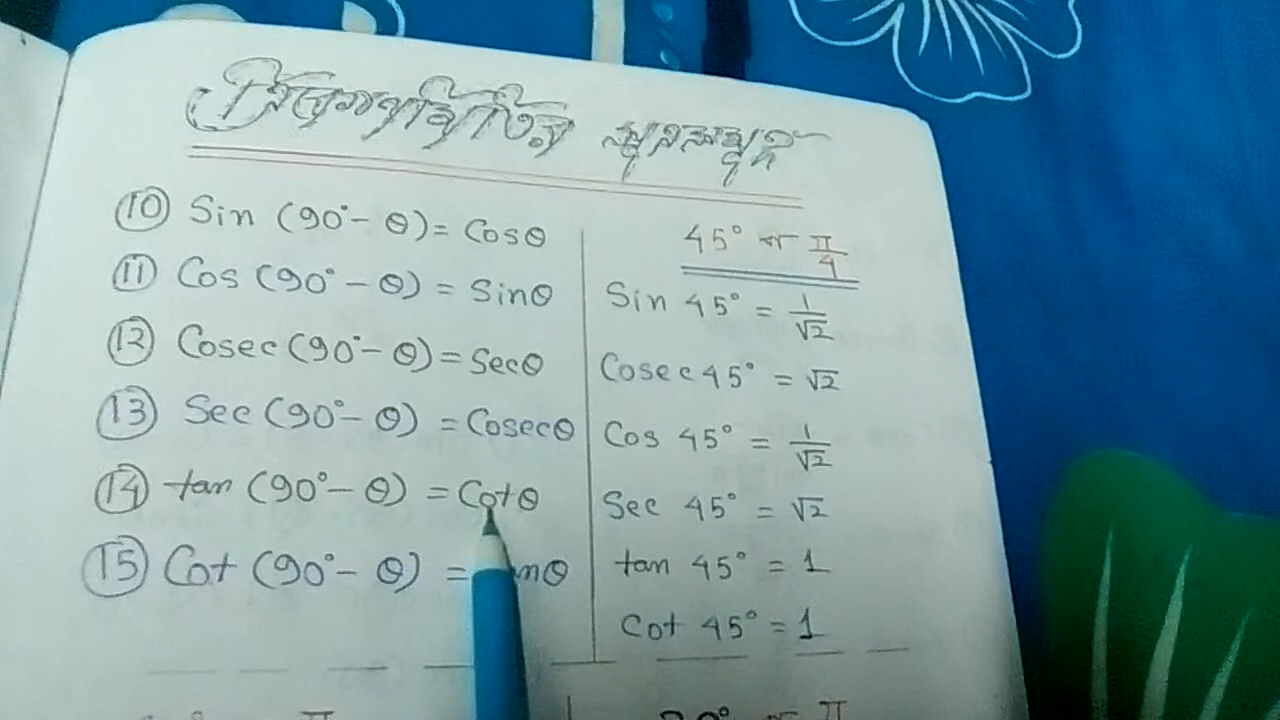 ত্রিকোণমিতির সূত্রসমূহ
10 Sin (90° - θ) = Cosθ
11 Cos (90° - θ) = Sinθ
12 Cosec (90° - θ) = Secθ
13 Sec (90° - θ) = Cosecθ
14 tan (90° - θ) = Cotθ
15 Cot (90° - θ) =
45° বা π/4
Sin 45° = 1/√2
Cosec 45° = √2
Cos 45° = 1/√2
Sec 45° = √2
tan 45° = 1
Cot 45° = 1